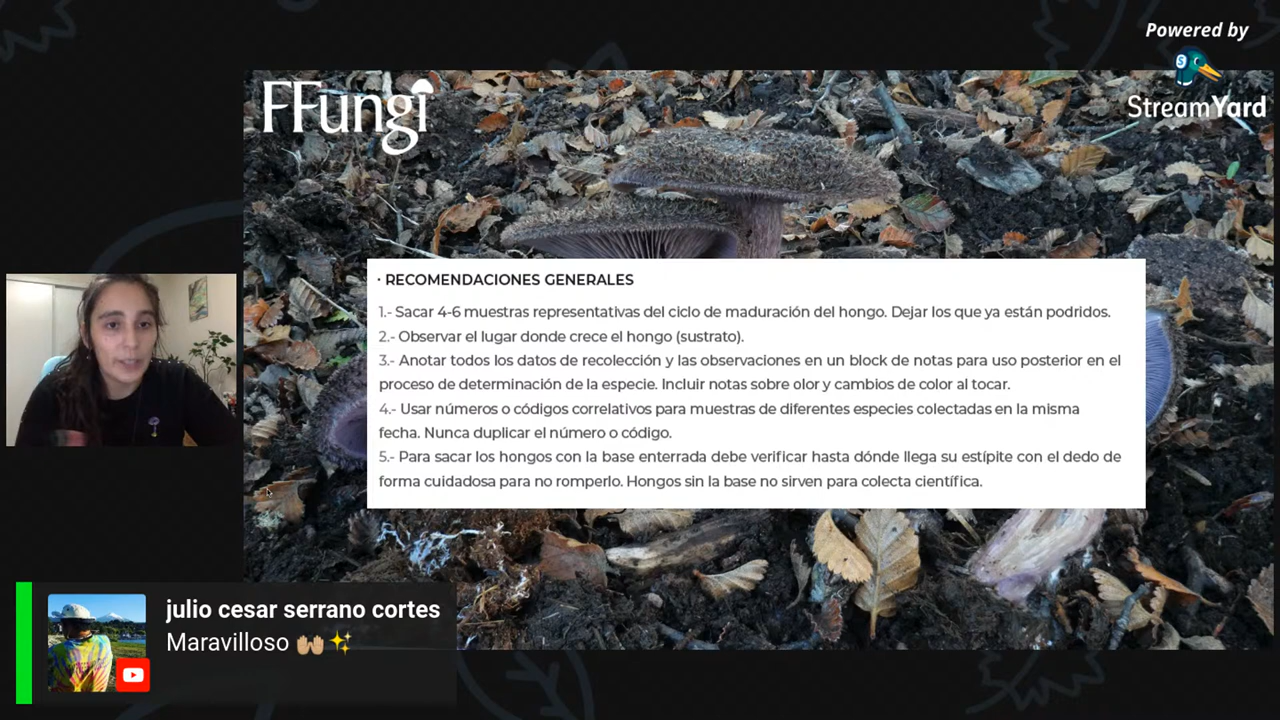 Powered by
StreamYard
FFungi
· RECOMENDACIONES GENERALES
1.- Sacar 4-6 muestras representativas del ciclo de maduración del hongo. Dejar los que ya están podridos.
2.- Observar el lugar donde crece el hongo (sustrato).
3.- Anotar todos los datos de recolección y las observaciones en un block de notas para uso posterior en el
proceso de determinación de la especie. Incluir notas sobre olor y cambios de color al tocar.
4.- Usar números o códigos correlativos para muestras de diferentes especies colectadas en la misma
fecha. Nunca duplicar el número o código.
5.- Para sacar los hongos con la base enterrada debe verificar hasta dónde llega su estípite con el dedo de
forma cuidadosa para no romperlo. Hongos sin la base no sirven para colecta científica.
julio cesar serrano cortes
Maravilloso 🙌🏼✨